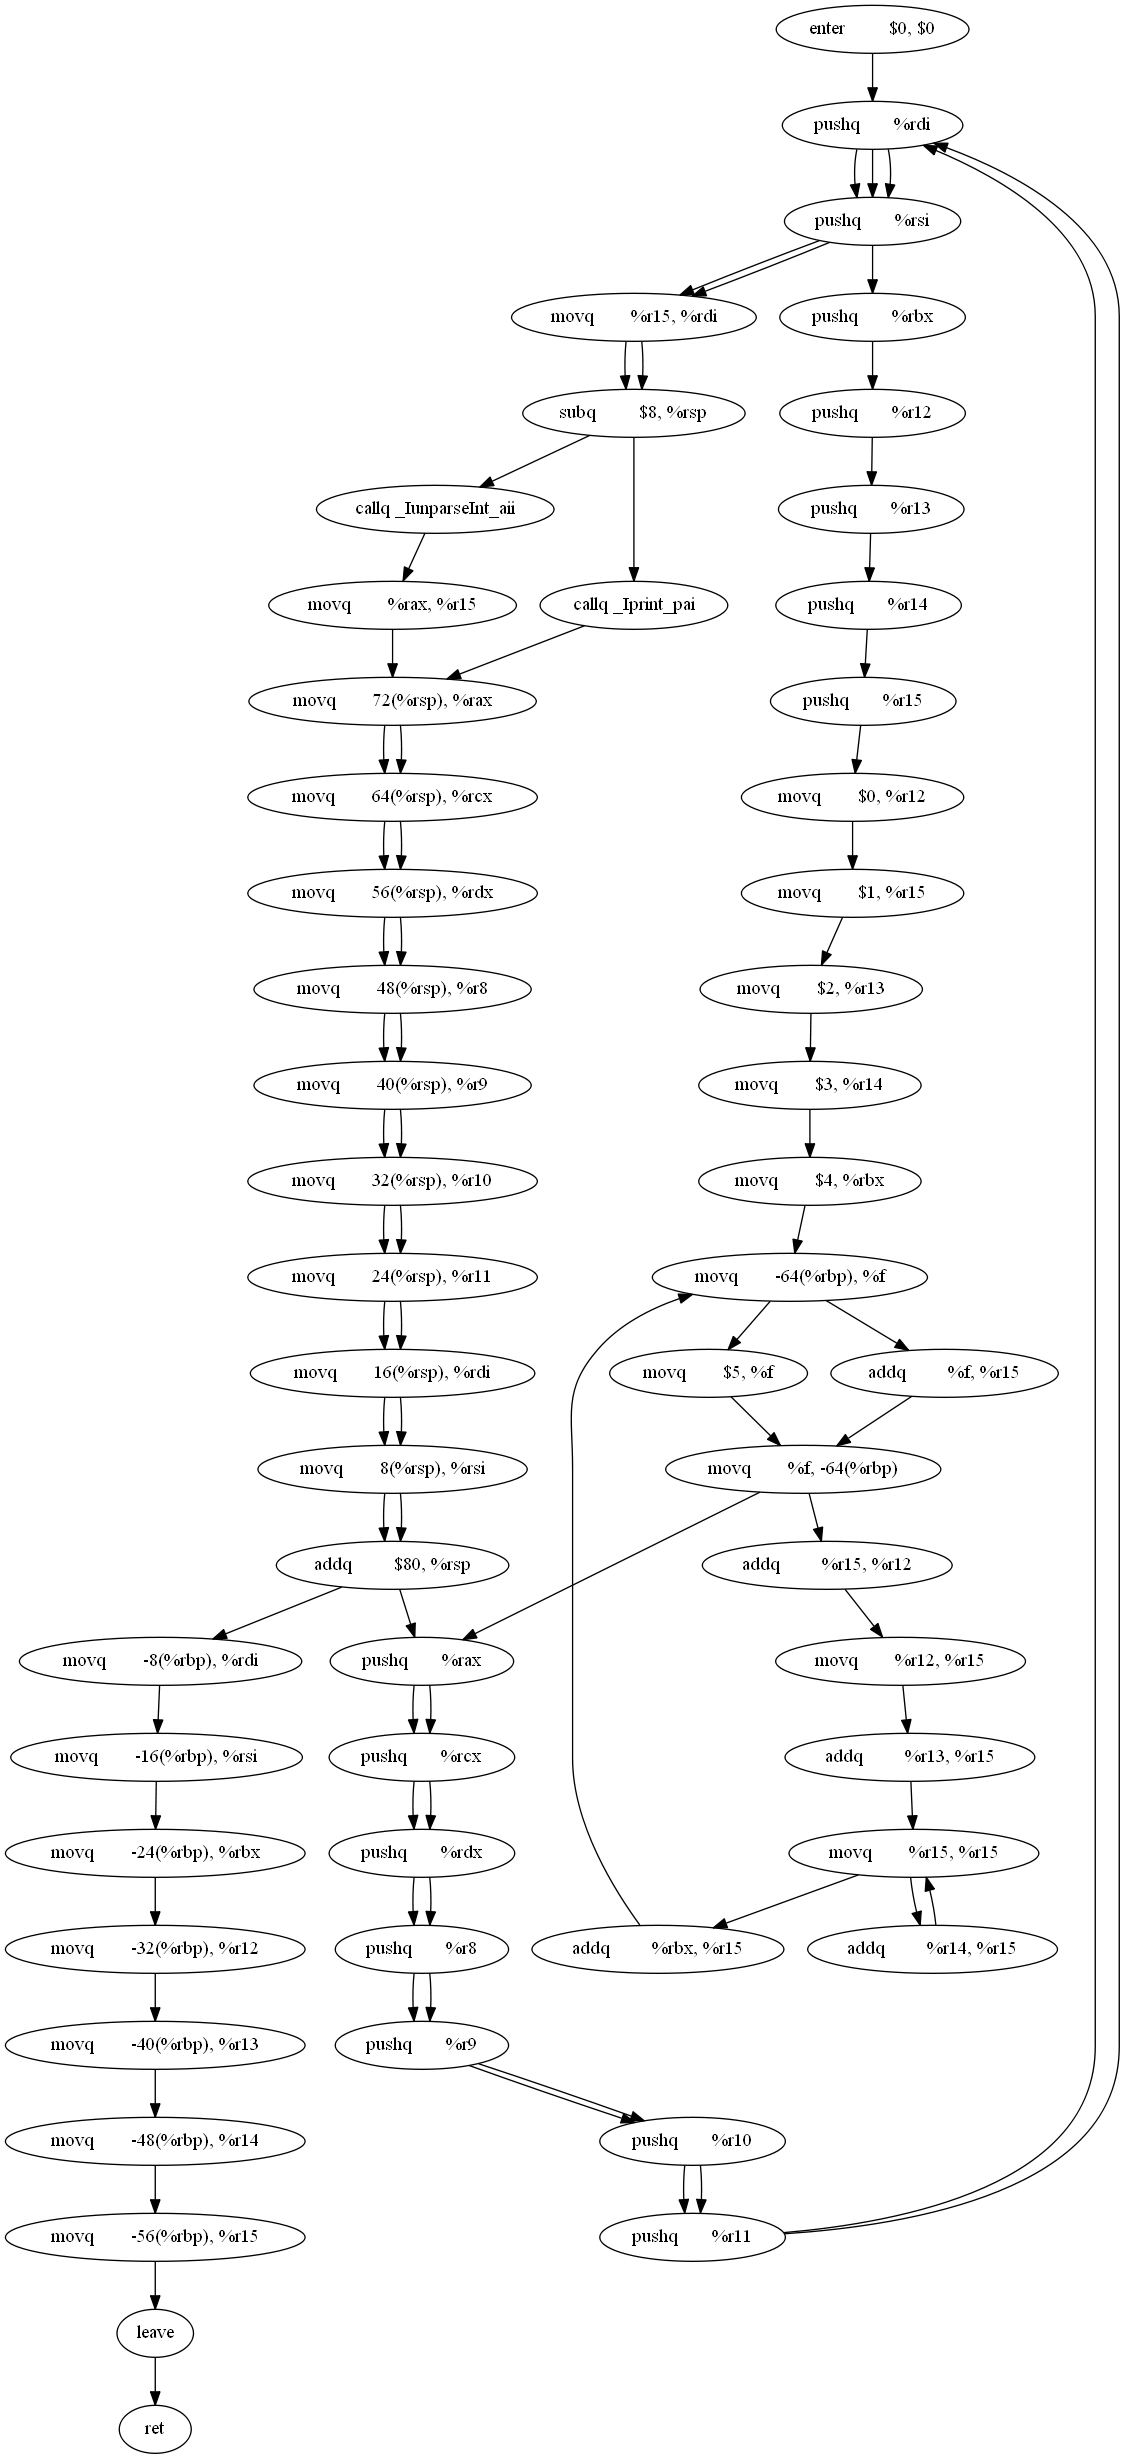 enter $0, $0
pushq %rdi
pushq %rsi
movq %r15, %rdi
pushq %rbx
subq $8, %rsp
pushq %r12
callq _IunparseInt_aii
pushq %r13
movq %rax, %r15
callq _Iprint_pai
pushq %r14
movq 72(%rsp), %rax
pushq %r15
movq 64(%rsp), %rcx
movq $0, %r12
movq 56(%rsp), %rdx
movq $1, %r15
movq 48(%rsp), %r8
movq $2, %r13
movq 40(%rsp), %r9
movq $3, %r14
movq 32(%rsp), %r10
movq $4, %rbx
movq 24(%rsp), %r11
movq -64(%rbp), %f
movq 16(%rsp), %rdi
movq $5, %f
addq %f, %r15
movq 8(%rsp), %rsi
movq %f, -64(%rbp)
addq $80, %rsp
addq %r15, %r12
movq -8(%rbp), %rdi
pushq %rax
movq %r12, %r15
movq -16(%rbp), %rsi
pushq %rcx
addq %r13, %r15
movq -24(%rbp), %rbx
pushq %rdx
movq %r15, %r15
movq -32(%rbp), %r12
pushq %r8
addq %rbx, %r15
addq %r14, %r15
movq -40(%rbp), %r13
pushq %r9
movq -48(%rbp), %r14
pushq %r10
movq -56(%rbp), %r15
pushq %r11
leave
ret